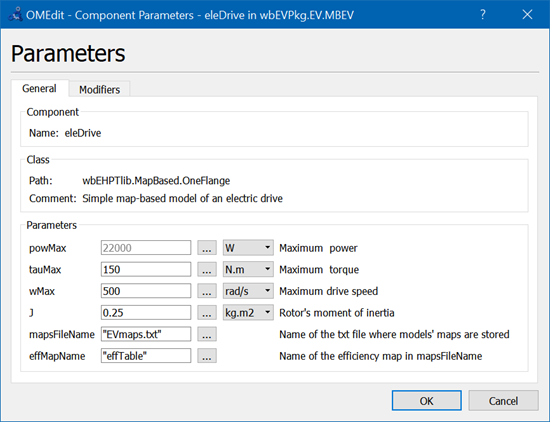 OMEdit - Component Parameters - eleDrive in wbEVPkg.EV.MBEV
Parameters
General Modifiers
Component
Name: eleDrive
Class
Path: wbEHPTlib.MapBased.OneFlange
Comment: Simple map-based model of an electric drive
Parameters
powMax 22000 ... W Maximum power
tauMax 150 ... N.m Maximum torque
wMax 500 ... rad/s Maximum drive speed
J 0.25 ... kg.m2 Rotor's moment of inertia
mapsFileName "EVmaps.txt" ... Name of the txt file where models' maps are stored
effMapName "effTable" ... Name of the efficiency map in mapsFileName
OK Cancel